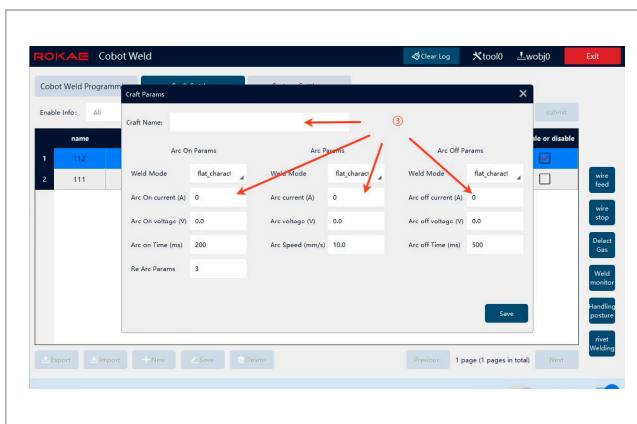 ROKAE Cobot Weld Clear Log tool0 wobj0 Exit
Cobot Weld Programm
Craft Params
Enable Info: All submit
Craft Name: ③
name le or disable
Arc On Params Arc Params Arc Off Params
1 112
Weld Mode flat_charact Weld Mode flat_charact Weld Mode flat_charact
2 111
wire feed
Arc On current (A) 0 Arc current (A) 0 Arc off current (A) 0
wire stop
Arc On voltage (V) 0.0 Arc voltage (V) 0.0 Arc off voltage (V) 0.0
Arc on Time (ms) 200 Arc Speed (mm/s) 10.0 Arc off Time (ms) 500
Delect Gas
Re Arc Params 3
Weld monitor
Handling posture
Save
rivet Welding
Export Import +New Save Delete Previous 1 page (1 pages in total) Next